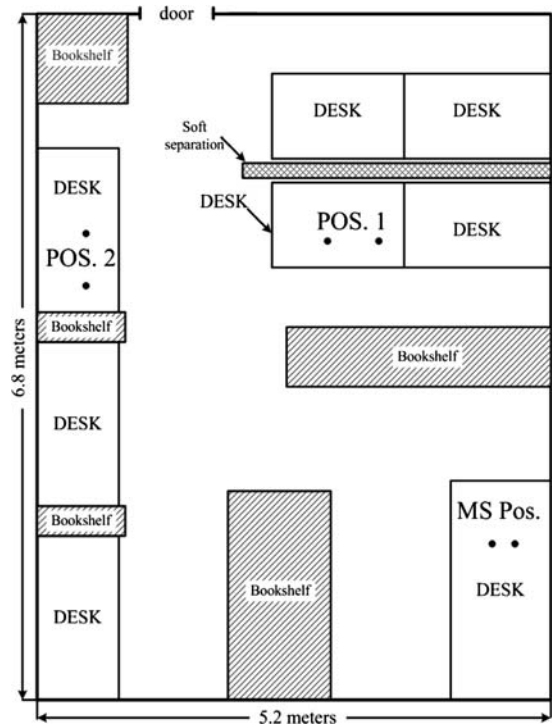 door
Bookshelf
DESK
DESK
Soft
separation
DESK
DESK
POS. 1
DESK
POS. 2
Bookshelf
Bookshelf
6.8 meters
DESK
MS Pos.
Bookshelf
DESK
Bookshelf
DESK
5.2 meters